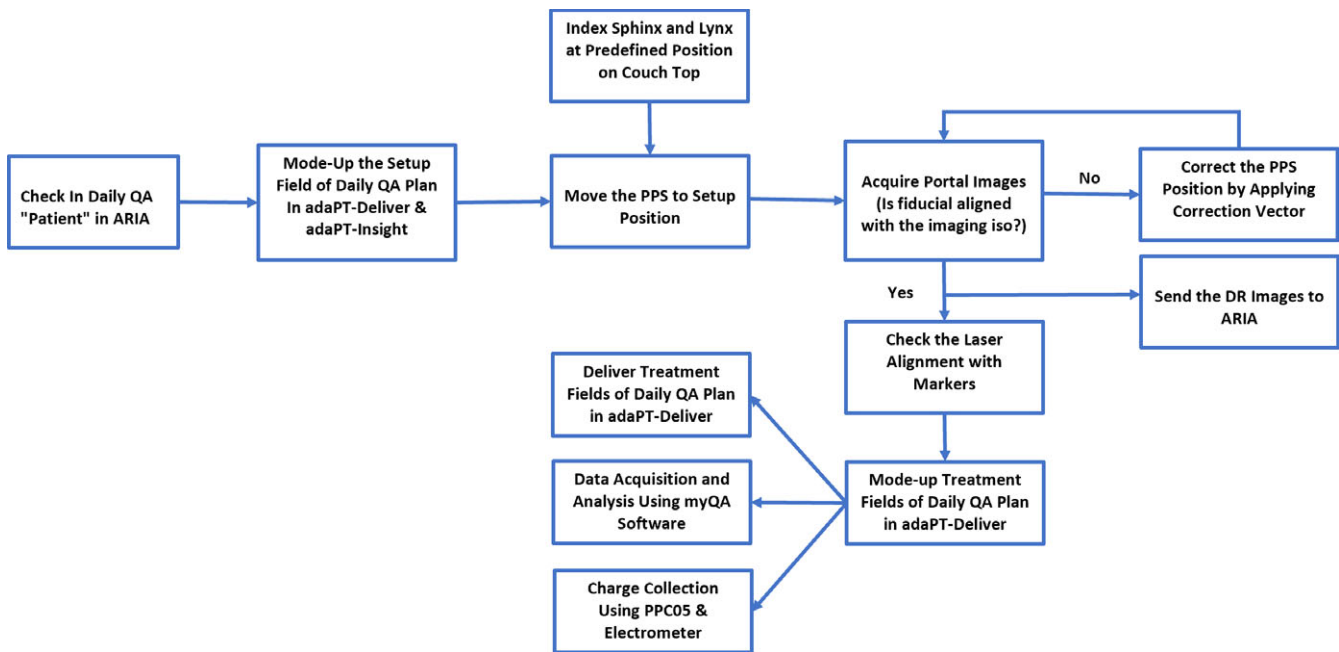 Index Sphinx and Lynx
at Predefined Position
on Couch Top
Check In Daily QA
"Patient" in ARIA
Mode-Up the Setup
Field of Daily QA Plan
In adaPT-Deliver &
adaPT-Insight
Move the PPS to Setup
Position
Acquire Portal Images
(Is fiducial aligned
with the imaging iso?)
No
Correct the PPS
Position by Applying
Correction Vector
Yes
Send the DR Images to
ARIA
Check the Laser
Alignment with
Markers
Mode-up Treatment
Fields of Daily QA Plan
in adaPT-Deliver
Deliver Treatment
Fields of Daily QA Plan
in adaPT-Deliver
Data Acquisition and
Analysis Using myQA
Software
Charge Collection
Using PPC05 &
Electrometer